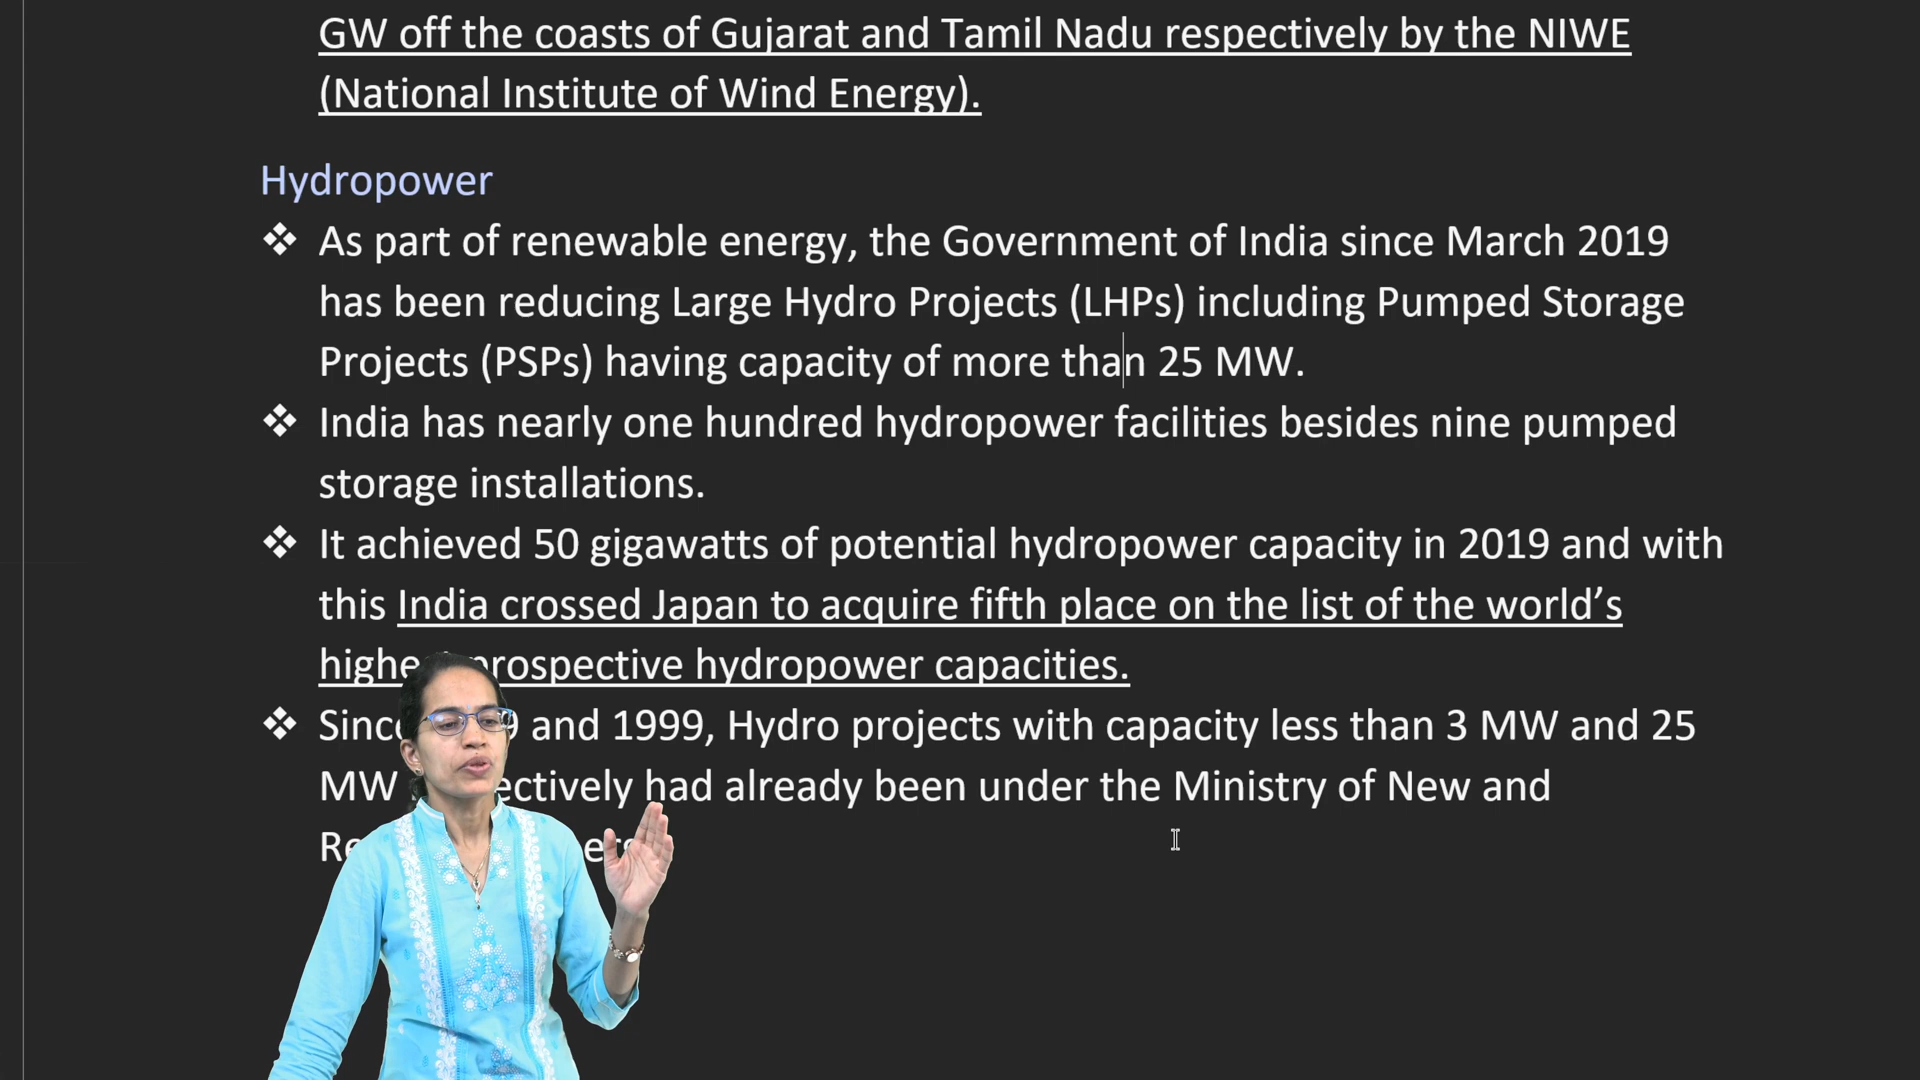 GW off the coasts of Gujarat and Tamil Nadu respectively by the NIWE
(National Institute of Wind Energy).
Hydropower
❖ As part of renewable energy, the Government of India since March 2019
has been reducing Large Hydro Projects (LHPs) including Pumped Storage
Projects (PSPs) having capacity of more than 25 MW.
❖ India has nearly one hundred hydropower facilities besides nine pumped
storage installations.
❖ It achieved 50 gigawatts of potential hydropower capacity in 2019 and with
this India crossed Japan to acquire fifth place on the list of the world’s
prospective hydropower capacities.
❖ and 1999, Hydro projects with capacity less than 3 MW and 25
MW had already been under the Ministry of New and